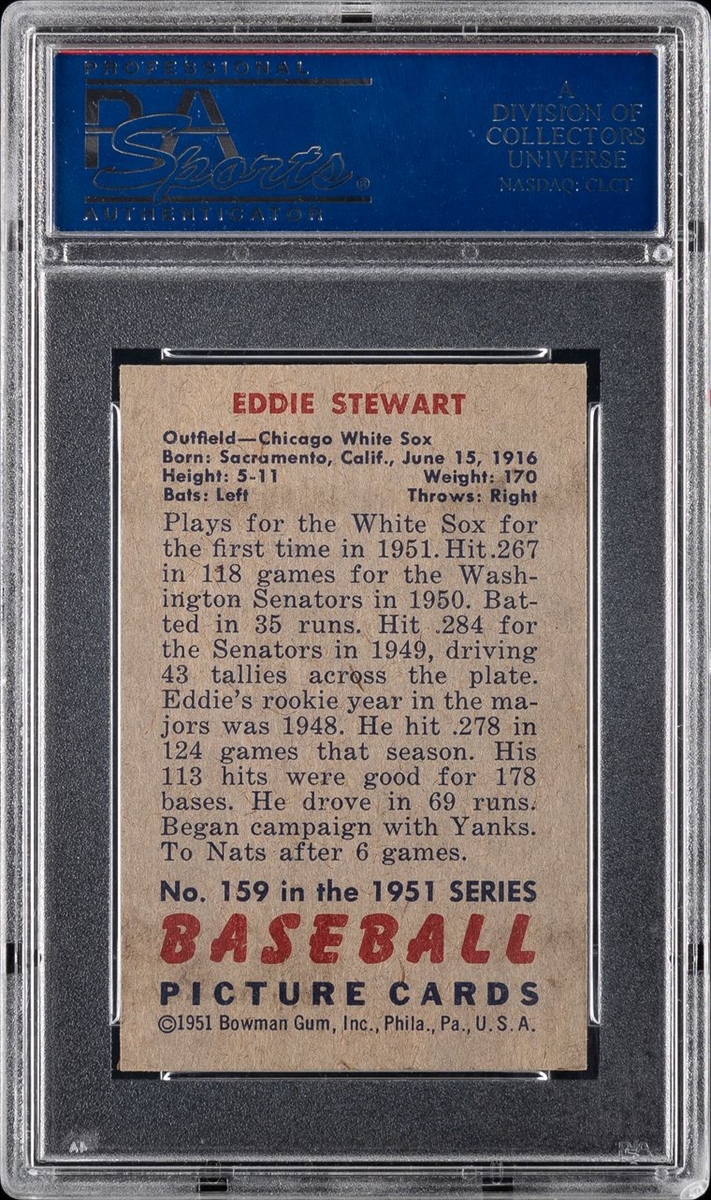 PROFESSIONAL
PSA
Sports®
AUTHENTICATOR
A
DIVISION OF
COLLECTORS
UNIVERSE
NASDAQ: CLCT
EDDIE STEWART
Outfield—Chicago White Sox
Born: Sacramento, Calif., June 15, 1916
Height: 5-11 Weight: 170
Bats: Left Throws: Right
Plays for the White Sox for
the first time in 1951. Hit .267
in 118 games for the Wash-
ington Senators in 1950. Bat-
ted in 35 runs. Hit .284 for
the Senators in 1949, driving
43 tallies across the plate.
Eddie's rookie year in the ma-
jors was 1948. He hit .278 in
124 games that season. His
113 hits were good for 178
bases. He drove in 69 runs.
Began campaign with Yanks.
To Nats after 6 games.
No. 159 in the 1951 SERIES
BASEBALL
PICTURE CARDS
©1951 Bowman Gum, Inc., Phila., Pa., U.S.A.
PSA